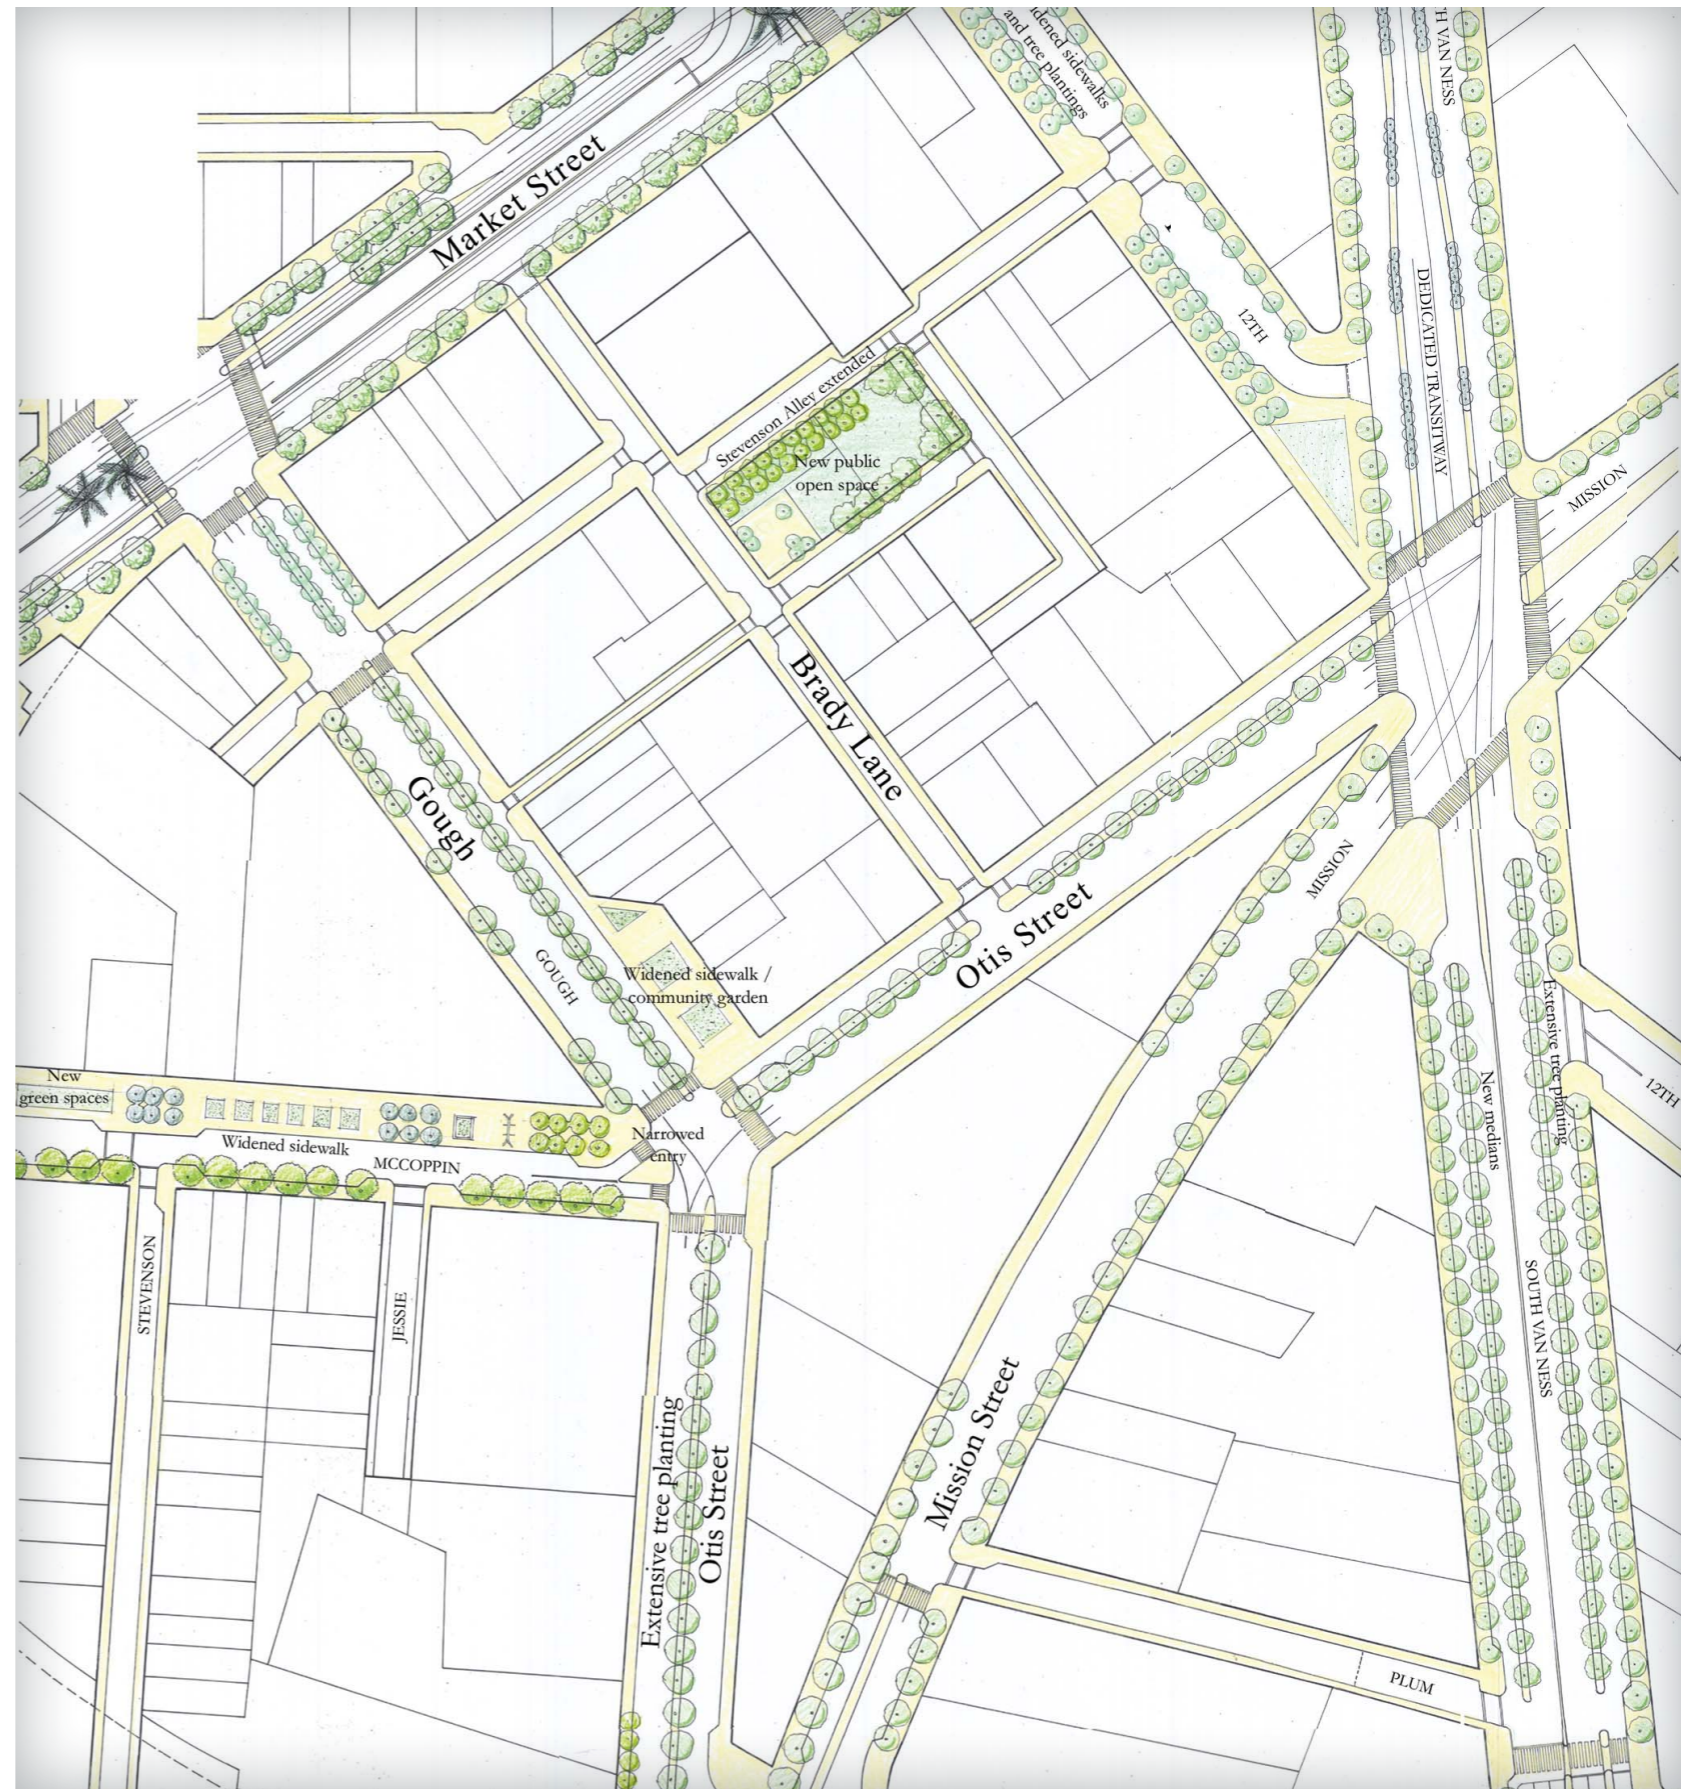 idened sidewalks
and tree plantings
H VAN NESS
Market Street
12TH
DEDICATED TRANSITWAY
Stevenson Alley extended
New public
open space
MISSION
Brady Lane
Gough
MISSION
Otis Street
GOUGH
Widened sidewalk /
community garden
Extensive tree planting
New
green spaces
New medians
12TH
Narrowed
entry
Widened sidewalk
MCCOPPIN
STEVENSON
JESSIE
SOUTH VAN NESS
Mission Street
Extensive tree planting
Otis Street
PLUM